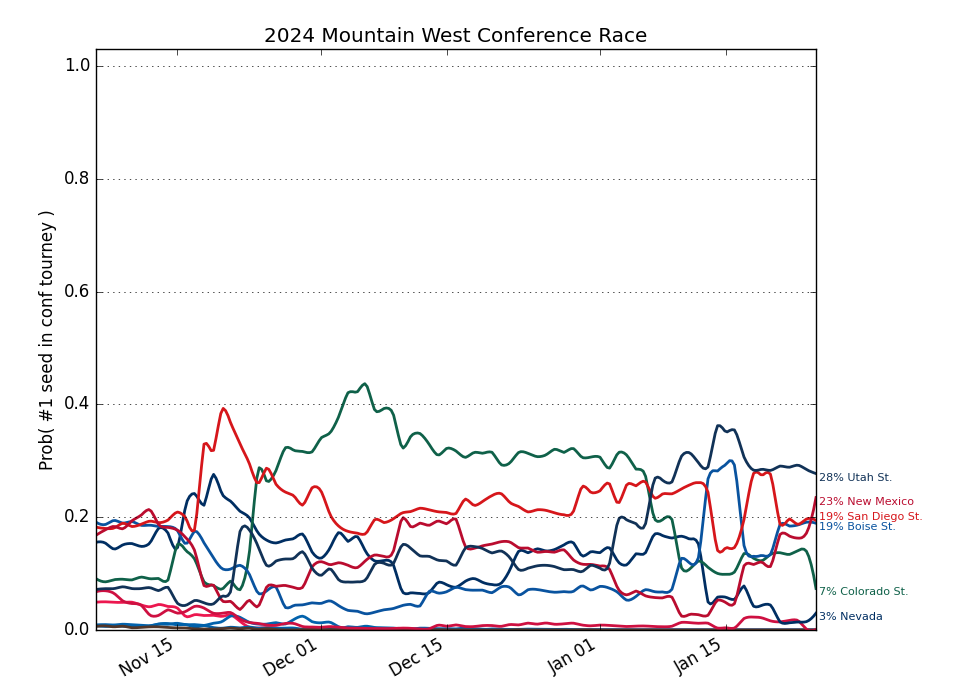 2024 Mountain West Conference Race
Prob( #1 seed in conf tourney )
1.0
0.8
0.6
0.4
0.2
0.0
Nov 15
Dec 01
Dec 15
Jan 01
Jan 15
28% Utah St.
23% New Mexico
19% San Diego St.
19% Boise St.
7% Colorado St.
3% Nevada